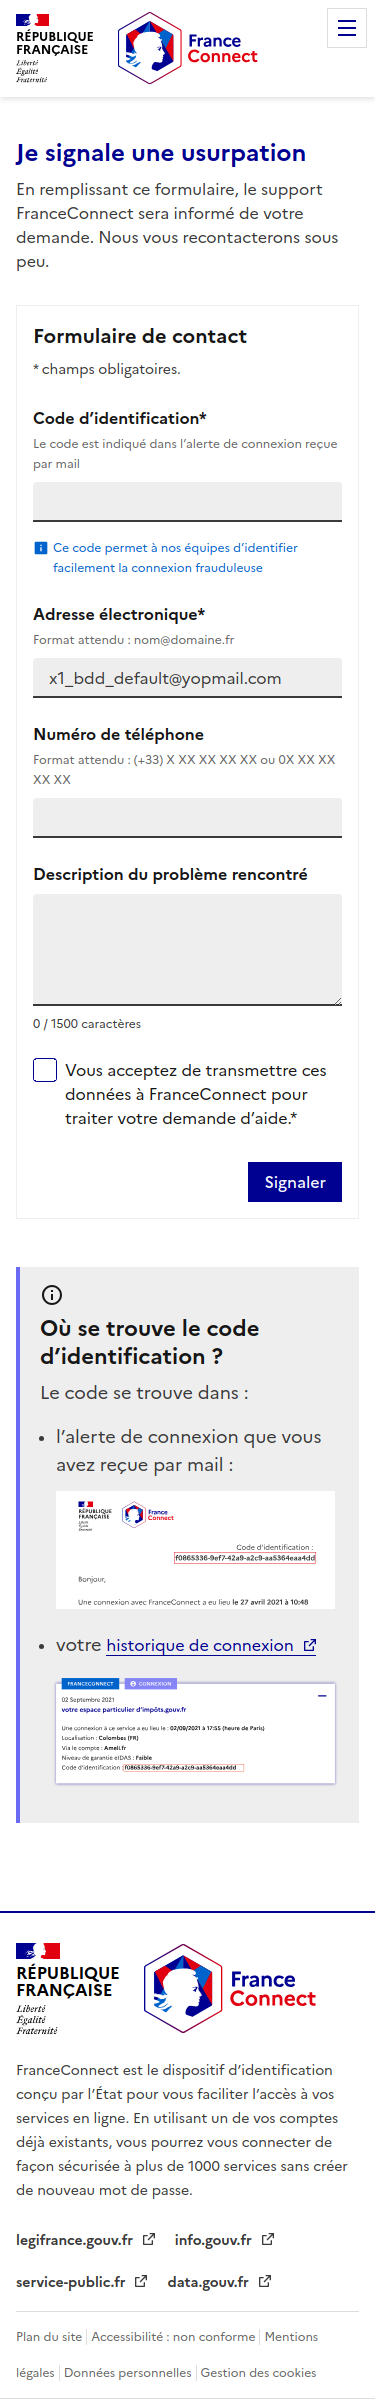 RÉPUBLIQUE
FRANÇAISE
Liberté
Égalité
Fraternité
France
Connect
Je signale une usurpation
En remplissant ce formulaire, le support
FranceConnect sera informé de votre
demande. Nous vous recontacterons sous
peu.
Formulaire de contact
* champs obligatoires.
Code d’identification*
Le code est indiqué dans l’alerte de connexion reçue
par mail
Ce code permet à nos équipes d’identifier
facilement la connexion frauduleuse
Adresse électronique*
Format attendu : nom@domaine.fr
x1_bdd_default@yopmail.com
Numéro de téléphone
Format attendu : (+33) X XX XX XX XX ou 0X XX XX
XX XX
Description du problème rencontré
0 / 1500 caractères
Vous acceptez de transmettre ces
données à FranceConnect pour
traiter votre demande d’aide.*
Signaler
Où se trouve le code
d’identification ?
Le code se trouve dans :
l’alerte de connexion que vous
avez reçue par mail :
RÉPUBLIQUE
FRANÇAISE
Liberté
Égalité
Fraternité
France
Connect
Code d’identification :
f0865336-9ef7-42a9-a2c9-aa5364eaa4dd
Bonjour,
Une connexion avec FranceConnect a eu lieu le 27 avril 2021 à 10:48
votre historique de connexion
FRANCECONNECT CONNEXION
02 Septembre 2021
votre espace particulier d’impôts.gouv.fr
Une connexion à ce service a eu lieu le : 02/09/2021 à 17:55 (heure de Paris)
Localisation : Colombes (FR)
Via le compte : Ameli.fr
Niveau de garantie eIDAS : Faible
Code d’identification : f0865336-9ef7-42a9-a2c9-aa5364eaa4dd
RÉPUBLIQUE
FRANÇAISE
Liberté
Égalité
Fraternité
France
Connect
FranceConnect est le dispositif d’identification
conçu par l’État pour vous faciliter l’accès à vos
services en ligne. En utilisant un de vos comptes
déjà existants, vous pourrez vous connecter de
façon sécurisée à plus de 1000 services sans créer
de nouveau mot de passe.
legifrance.gouv.fr info.gouv.fr
service-public.fr data.gouv.fr
Plan du site Accessibilité : non conforme Mentions
légales Données personnelles Gestion des cookies